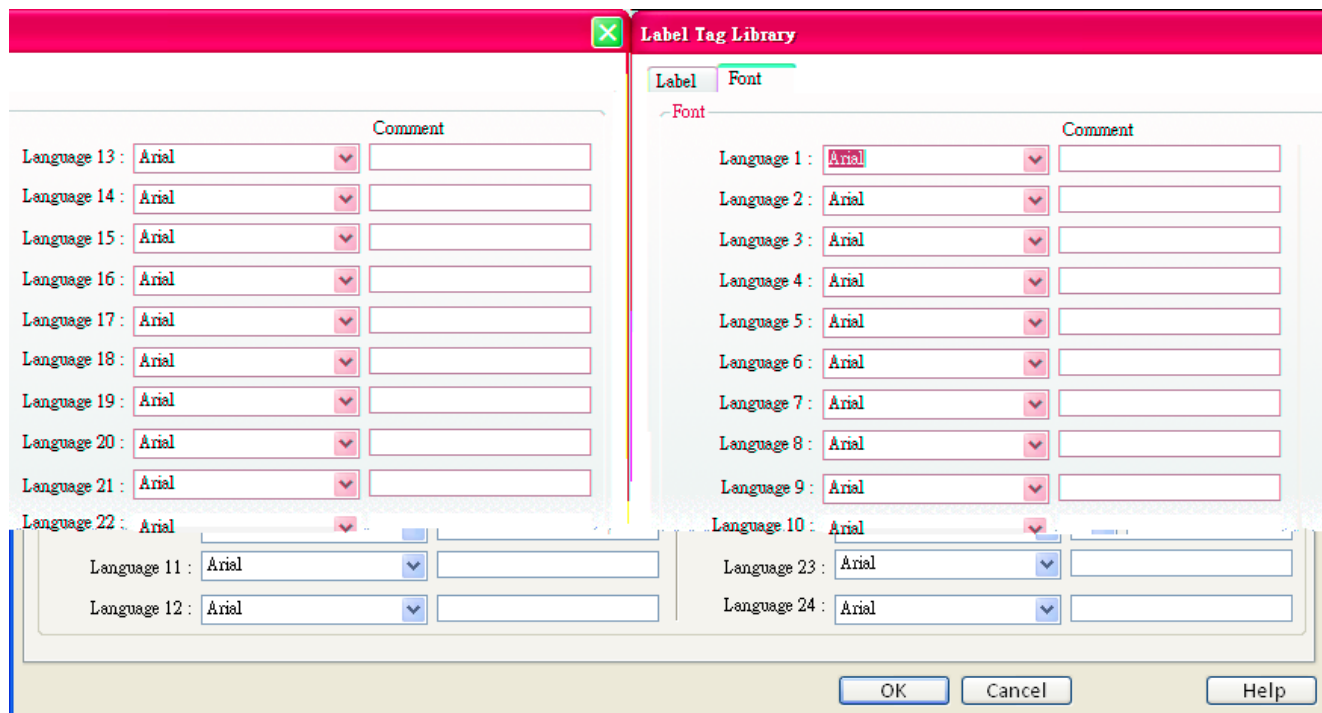 Label Tag Library
Label Font
Font
Comment
Comment
Language 13 : Arial
Language 1 : Arial
Language 14 : Arial
Language 2 : Arial
Language 15 : Arial
Language 3 : Arial
Language 16 : Arial
Language 4 : Arial
Language 17 : Arial
Language 5 : Arial
Language 18 : Arial
Language 6 : Arial
Language 19 : Arial
Language 7 : Arial
Language 20 : Arial
Language 8 : Arial
Language 21 : Arial
Language 9 : Arial
Language 22 : Arial
Language 10 : Arial
Language 11 : Arial
Language 23 : Arial
Language 12 : Arial
Language 24 : Arial
OK Cancel Help